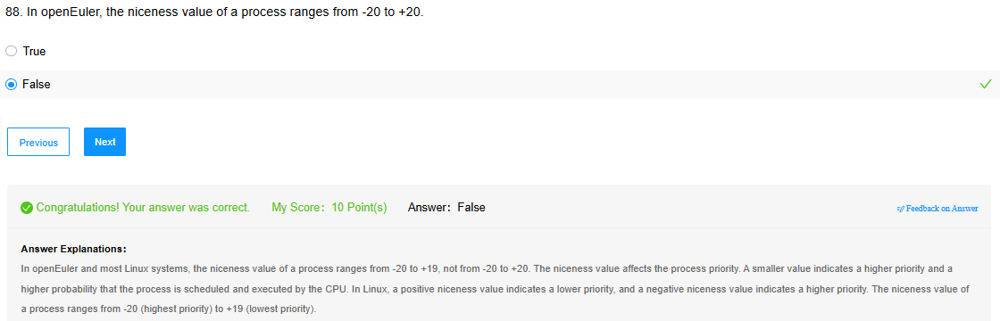 88. In openEuler, the niceness value of a process ranges from -20 to +20.
True
False
Previous Next
Congratulations! Your answer was correct. My Score: 10 Point(s) Answer: False Feedback on Answer
Answer Explanations:
In openEuler and most Linux systems, the niceness value of a process ranges from -20 to +19, not from -20 to +20. The niceness value affects the process priority. A smaller value indicates a higher priority and a
higher probability that the process is scheduled and executed by the CPU. In Linux, a positive niceness value indicates a lower priority, and a negative niceness value indicates a higher priority. The niceness value of
a process ranges from -20 (highest priority) to +19 (lowest priority).